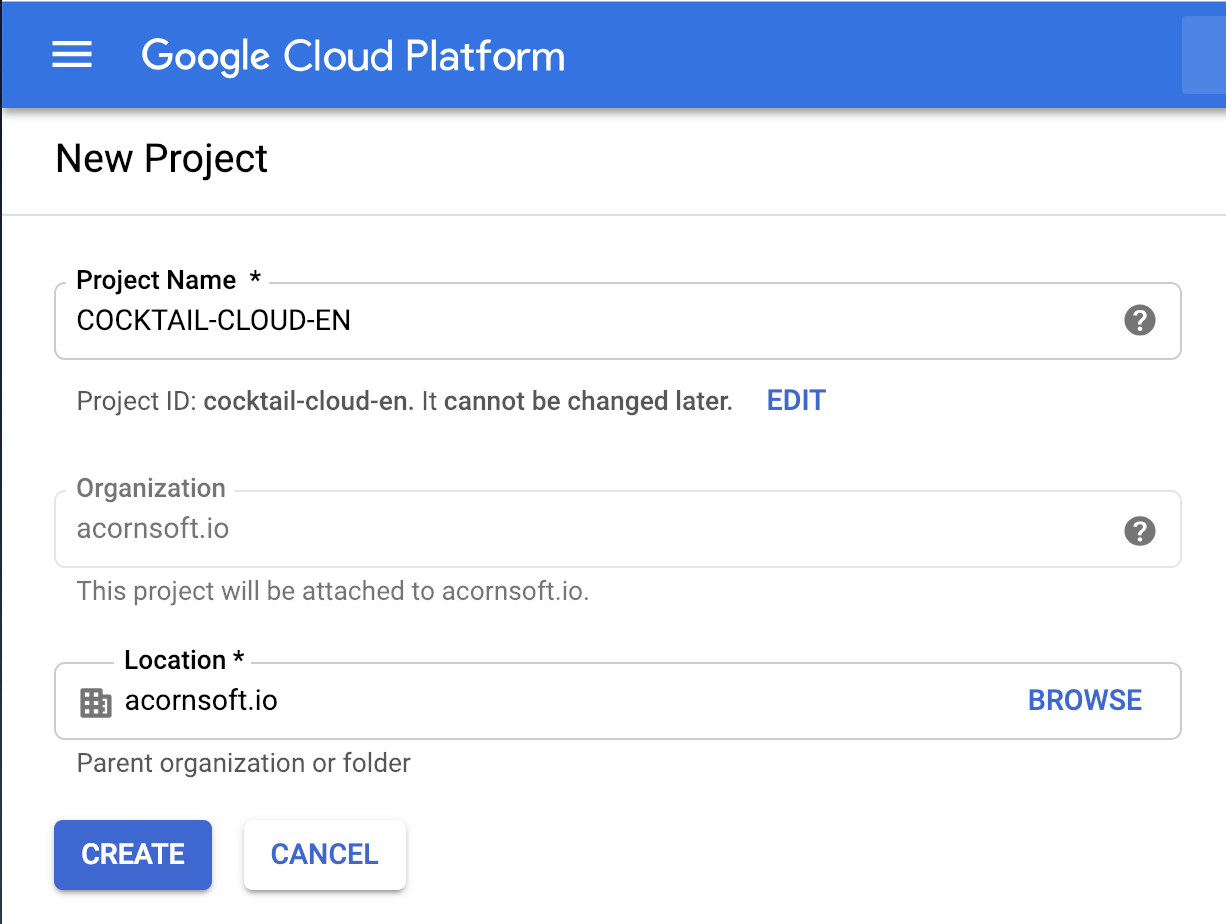 Google Cloud Platform
New Project
Project Name *
COCKTAIL-CLOUD-EN
Project ID: cocktail-cloud-en. It cannot be changed later. EDIT
Organization
acornsoft.io
This project will be attached to acornsoft.io.
Location *
acornsoft.io BROWSE
Parent organization or folder
CREATE CANCEL